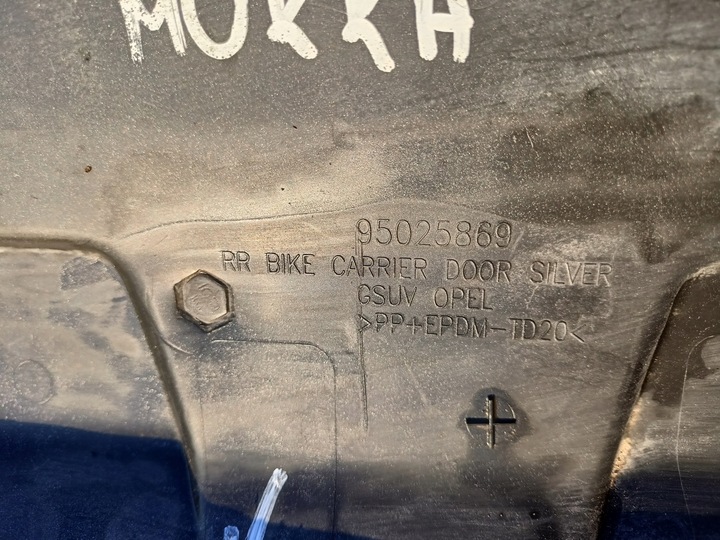 MOKKA
95025869
RR BIKE CARRIER DOOR SILVER
GSUV OPEL
>PP+EPDM-TD20<